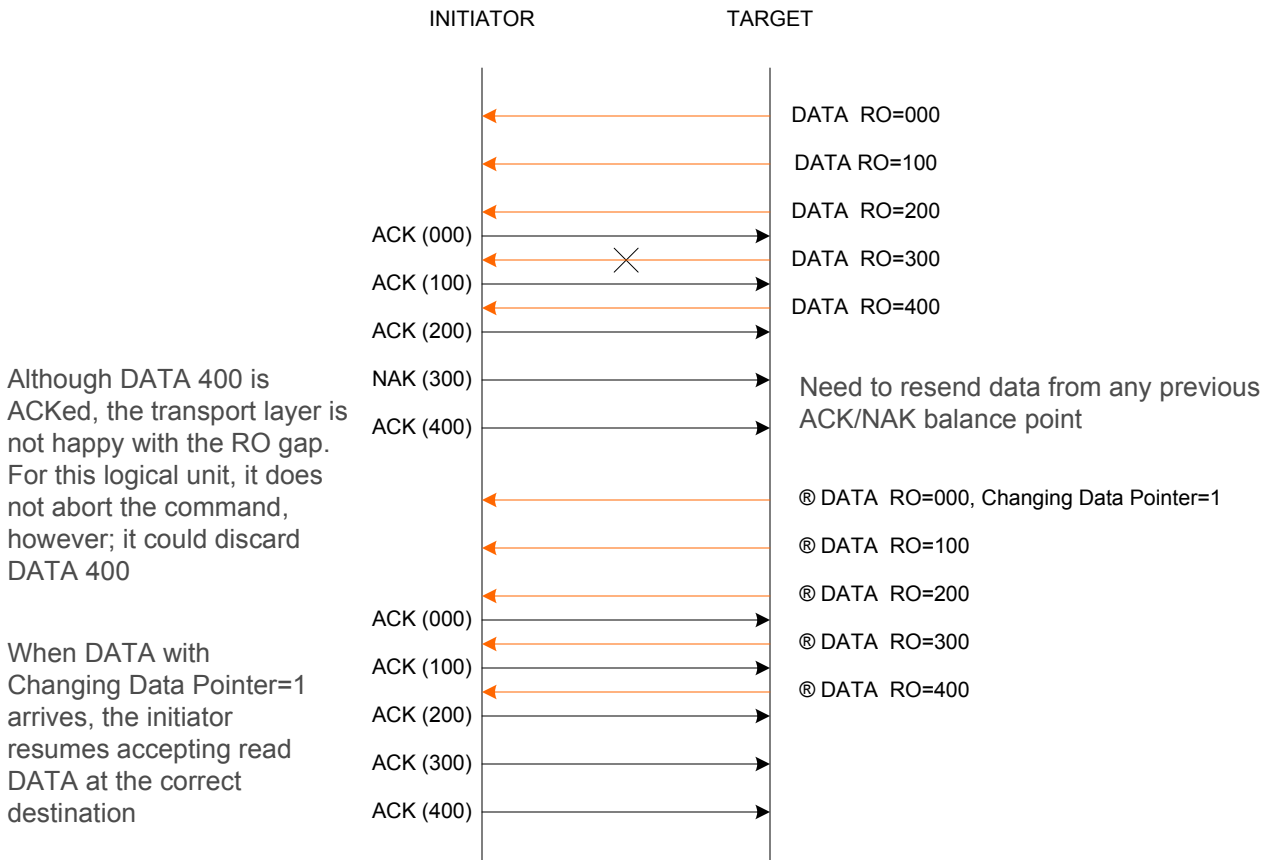 INITIATOR TARGET
DATA  RO=000
DATA RO=100
DATA  RO=200
ACK (000)
DATA  RO=300
ACK (100)
DATA  RO=400
ACK (200)
Although DATA 400 is
ACKed, the transport layer is
not happy with the RO gap.
For this logical unit, it does
not abort the command,
however; it could discard
DATA 400
NAK (300)
Need to resend data from any previous
ACK/NAK balance point
ACK (400)
® DATA  RO=000, Changing Data Pointer=1
® DATA  RO=100
® DATA  RO=200
ACK (000)
® DATA  RO=300
ACK (100)
® DATA  RO=400
ACK (200)
When DATA with
Changing Data Pointer=1
arrives, the initiator
resumes accepting read
DATA at the correct
destination
ACK (300)
ACK (400)